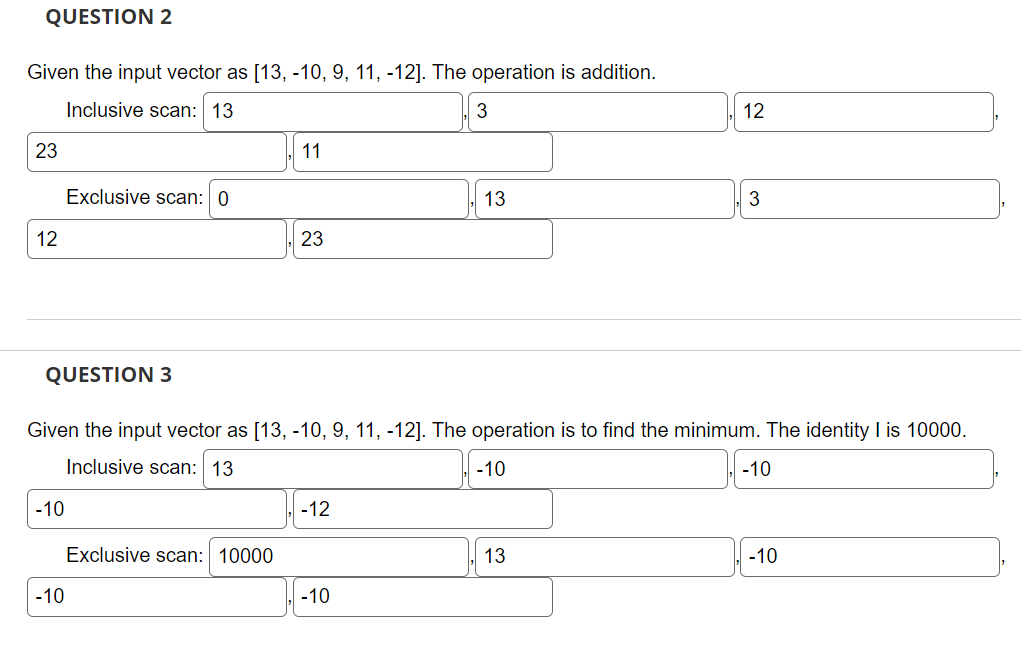 QUESTION 2
Given the input vector as [13, -10, 9, 11, -12]. The operation is addition.
Inclusive scan: 13, 3, 12,
23, 11
Exclusive scan: 0, 13, 3,
12, 23
QUESTION 3
Given the input vector as [13, -10, 9, 11, -12]. The operation is to find the minimum. The identity I is 10000.
Inclusive scan: 13, -10, -10,
-10, -12
Exclusive scan: 10000, 13, -10,
-10, -10